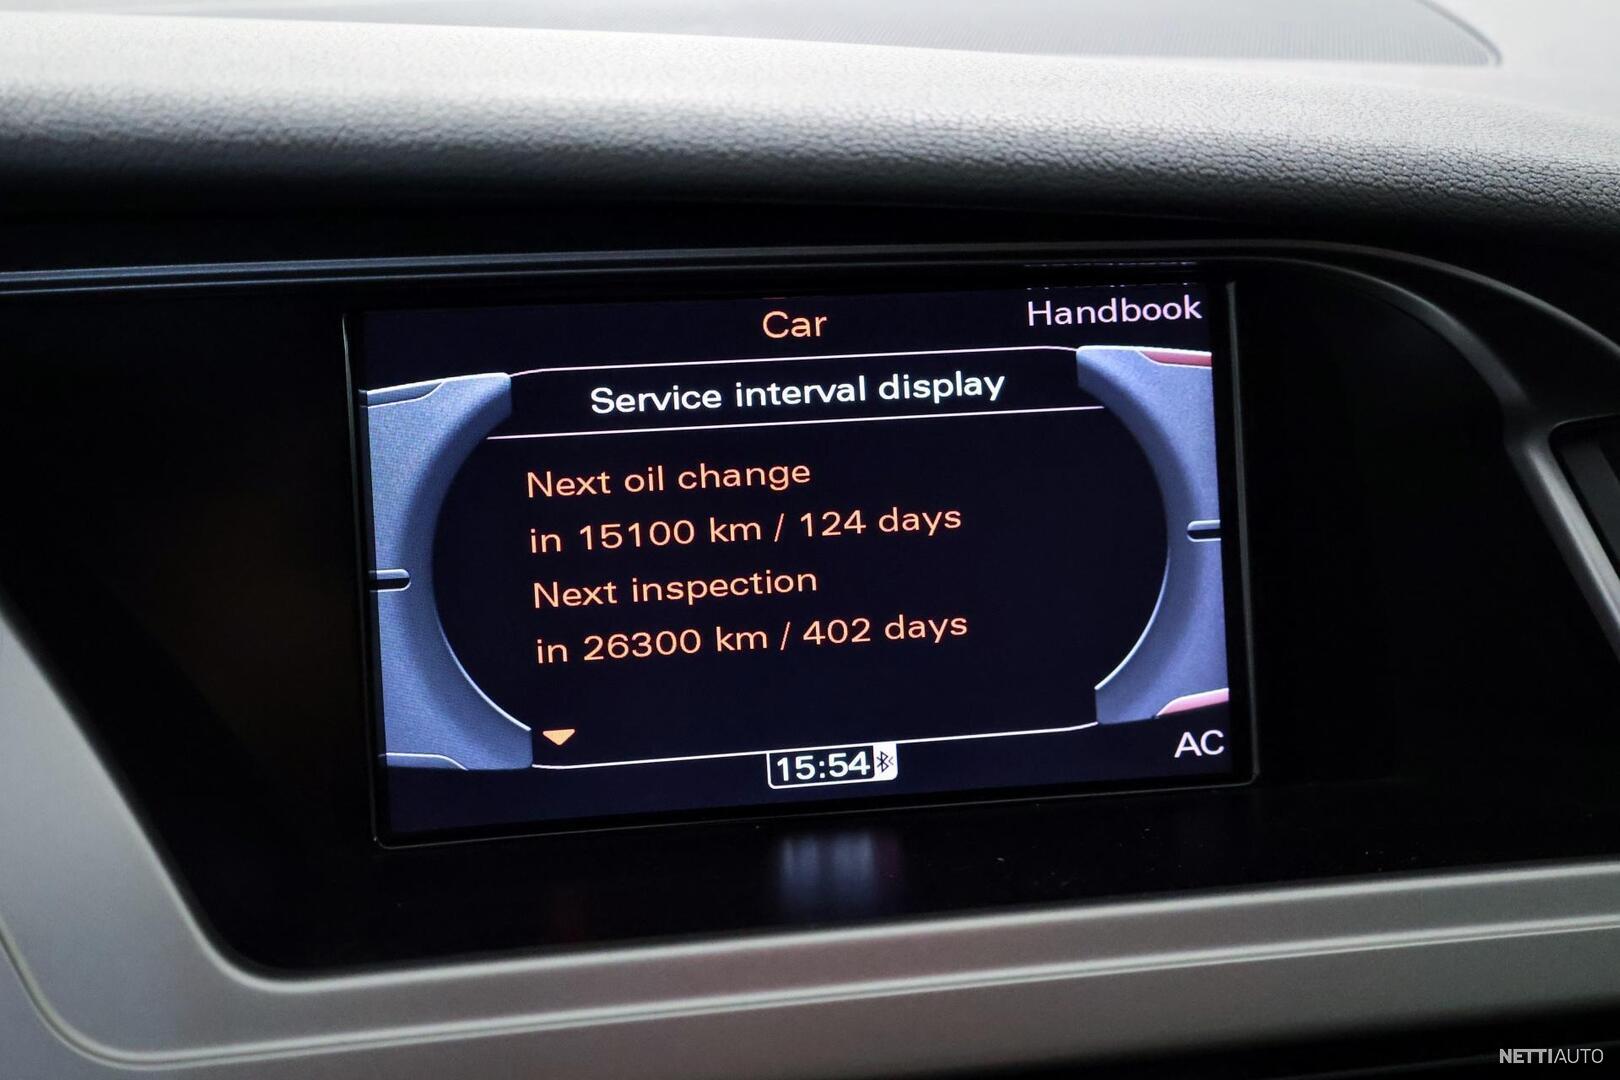 Car
Handbook
Service interval display
Next oil change
in 15100 km / 124 days
Next inspection
in 26300 km / 402 days
15:54
AC
NETTIAUTO